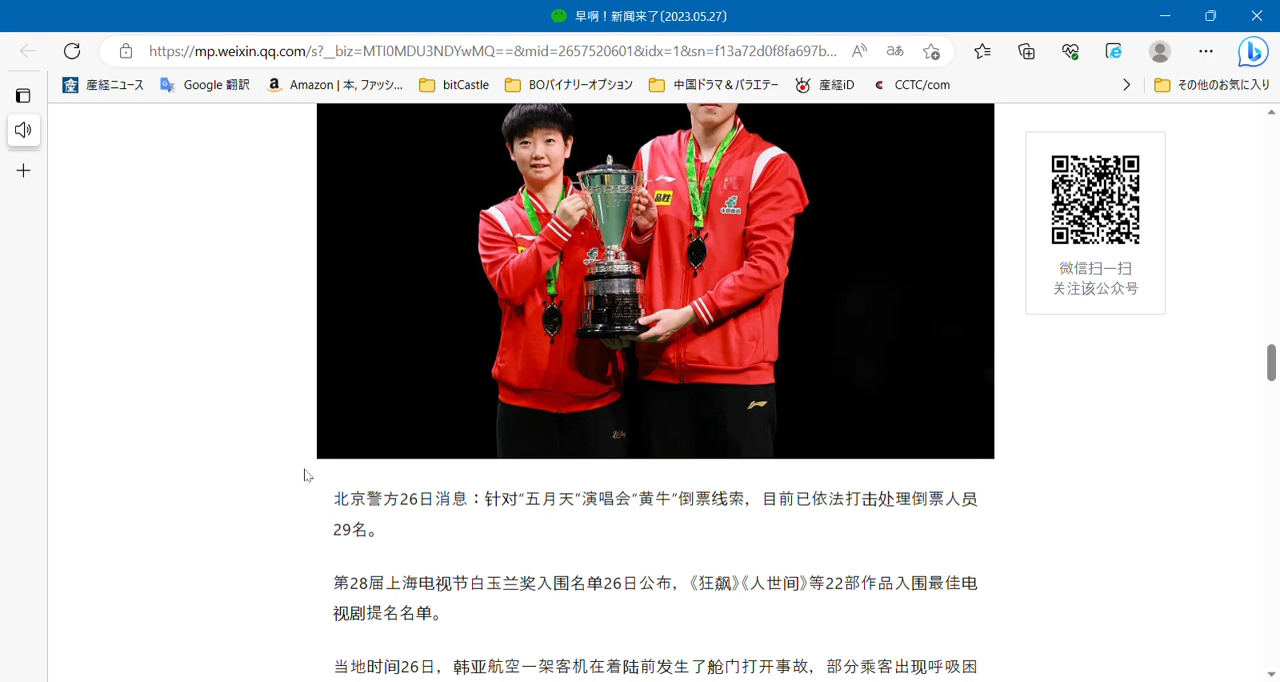 早啊！新闻来了〔2023.05.27〕
https://mp.weixin.qq.com/s?__biz=MTI0MDU3NDYwMQ==&mid=2657520601&idx=1&sn=f13a72d0f8fa697b...
産経ニュース
Google 翻訳
Amazon | 本, ファッシ...
bitCastle
BOバイナリーオプション
中国ドラマ＆バラエテー
産経iD
CCTC/com
その他のお気に入り
品胜
微信扫一扫
关注该公众号
北京警方26日消息：针对“五月天”演唱会“黄牛”倒票线索，目前已依法打击处理倒票人员
29名。
第28届上海电视节白玉兰奖入围名单26日公布，《狂飙》《人世间》等22部作品入围最佳电
视剧提名名单。
当地时间26日，韩亚航空一架客机在着陆前发生了舱门打开事故，部分乘客出现呼吸困